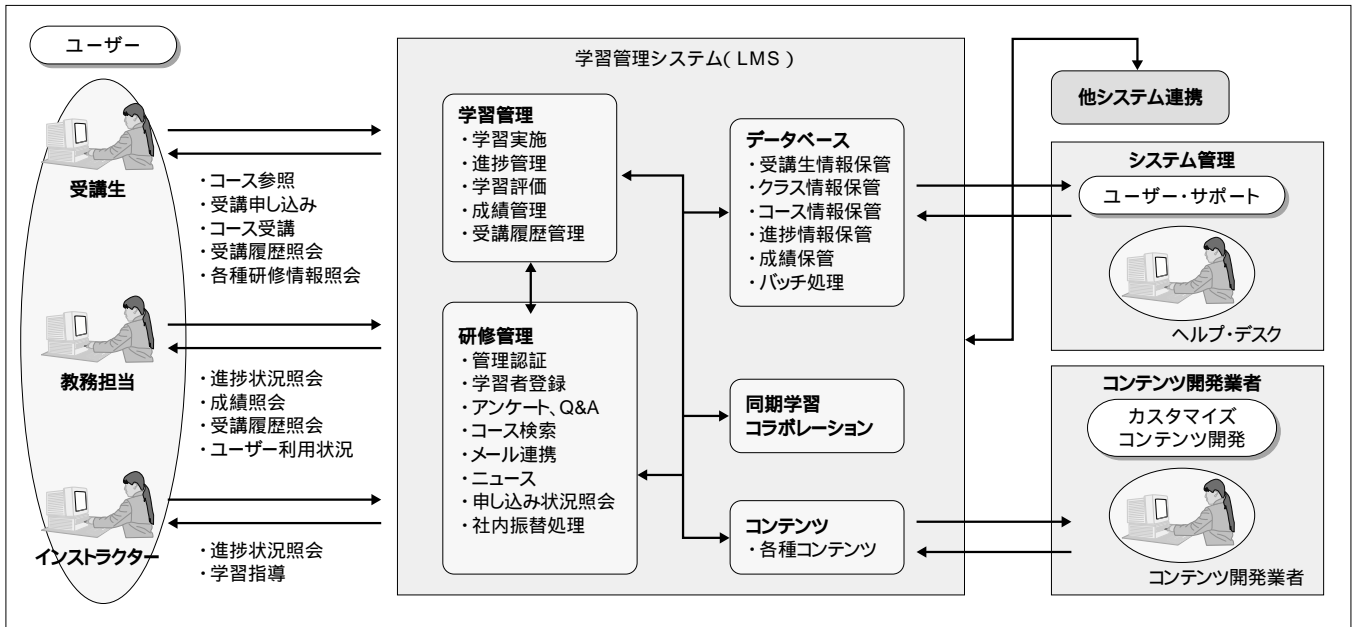 ユーザー
受講生
・コース参照
・受講申し込み
・コース受講
・受講履歴照会
・各種研修情報照会
教務担当
・進捗状況照会
・成績照会
・受講履歴照会
・ユーザー利用状況
インストラクター
・進捗状況照会
・学習指導
学習管理システム(LMS)
学習管理
・学習実施
・進捗管理
・学習評価
・成績管理
・受講履歴管理
研修管理
・管理認証
・学習者登録
・アンケート、Q&A
・コース検索
・メール連携
・ニュース
・申し込み状況照会
・社内振替処理
データベース
・受講生情報保管
・クラス情報保管
・コース情報保管
・進捗情報保管
・成績保管
・バッチ処理
同期学習
コラボレーション
コンテンツ
・各種コンテンツ
他システム連携
システム管理
ユーザー・サポート
ヘルプ・デスク
コンテンツ開発業者
カスタマイズ
コンテンツ開発
コンテンツ開発業者